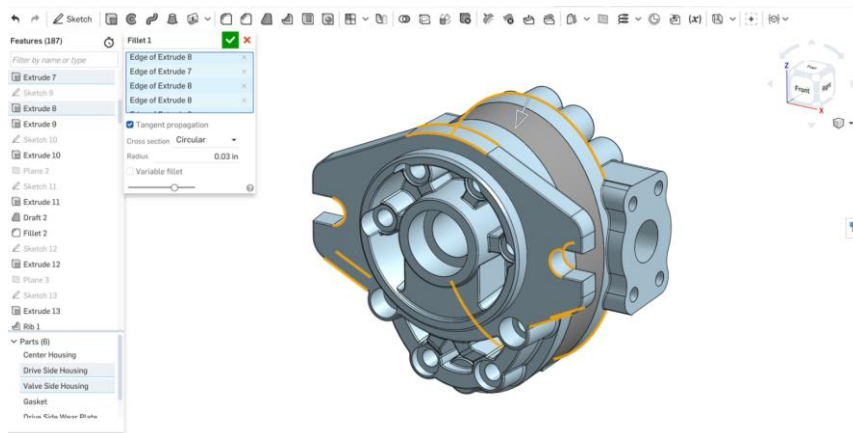 Sketch
(x)
Features (187)
Filter by name or type
Extrude 7
Sketch 9
Extrude 8
Extrude 9
Sketch 10
Extrude 10
Plane 2
Sketch 11
Extrude 11
Draft 2
Fillet 2
Sketch 12
Extrude 12
Plane 3
Sketch 13
Extrude 13
Rib 1
Parts (6)
Center Housing
Drive Side Housing
Valve Side Housing
Gasket
Drive Side Wear Plate
Fillet 1
Edge of Extrude 8
Edge of Extrude 7
Edge of Extrude 8
Edge of Extrude 8
Tangent propagation
Cross section Circular
Radius 0.03 in
Variable fillet
Z
Front
X